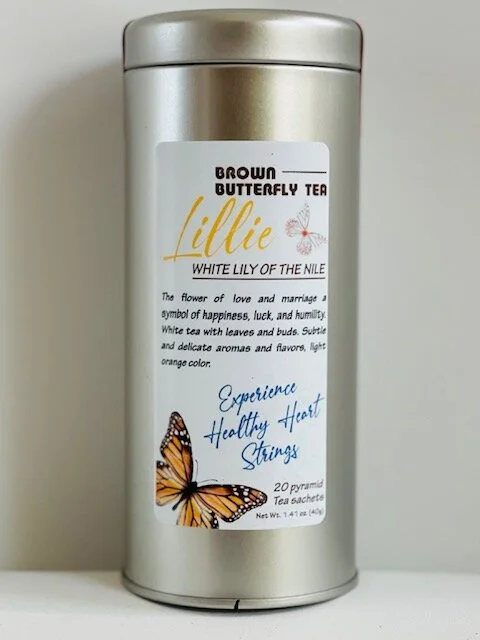 BROWN
BUTTERFLY TEA
Lillie
WHITE LILY OF THE NILE
The flower of love and marriage a
symbol of happiness, luck, and humility.
White tea with leaves and buds. Subtle
and delicate aromas and flavors, light
orange color.
Experience
Healthy Heart
Strings
20 pyramid
Tea sachets
Net Wt. 1.41 oz. (40g)